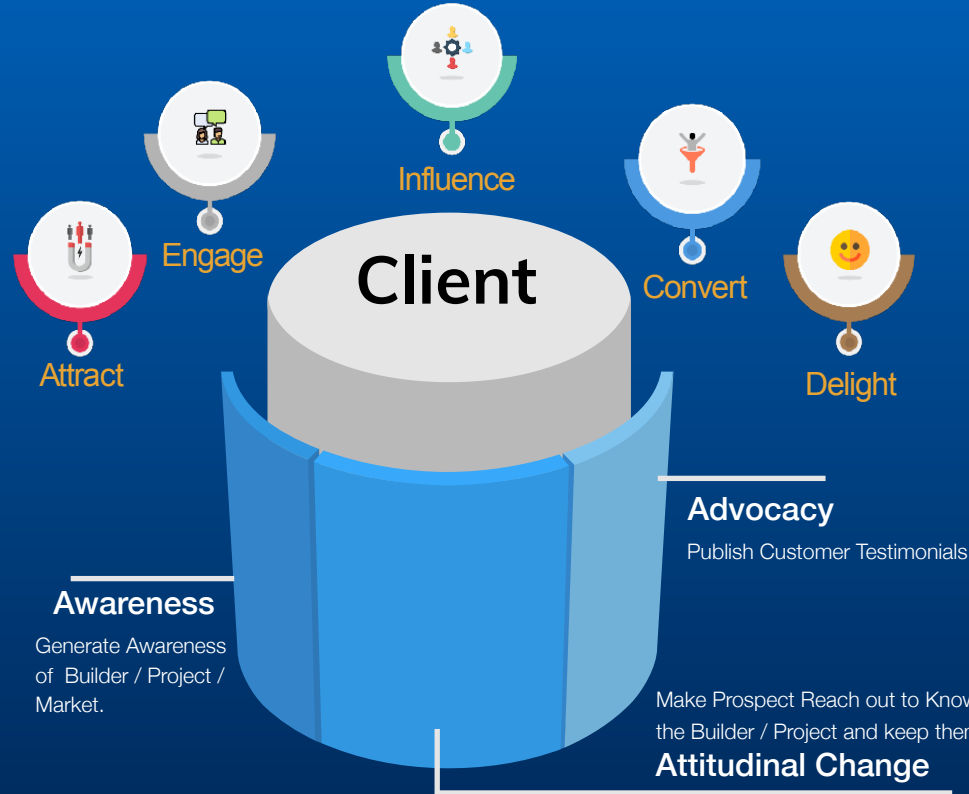 Influence
Engage
Client
Convert
Attract
Delight
Advocacy
Publish Customer Testimonials
Awareness
Generate Awareness
of Builder / Project /
Market.
Make Prospect Reach out to Know
the Builder / Project and keep
Attitudinal Change